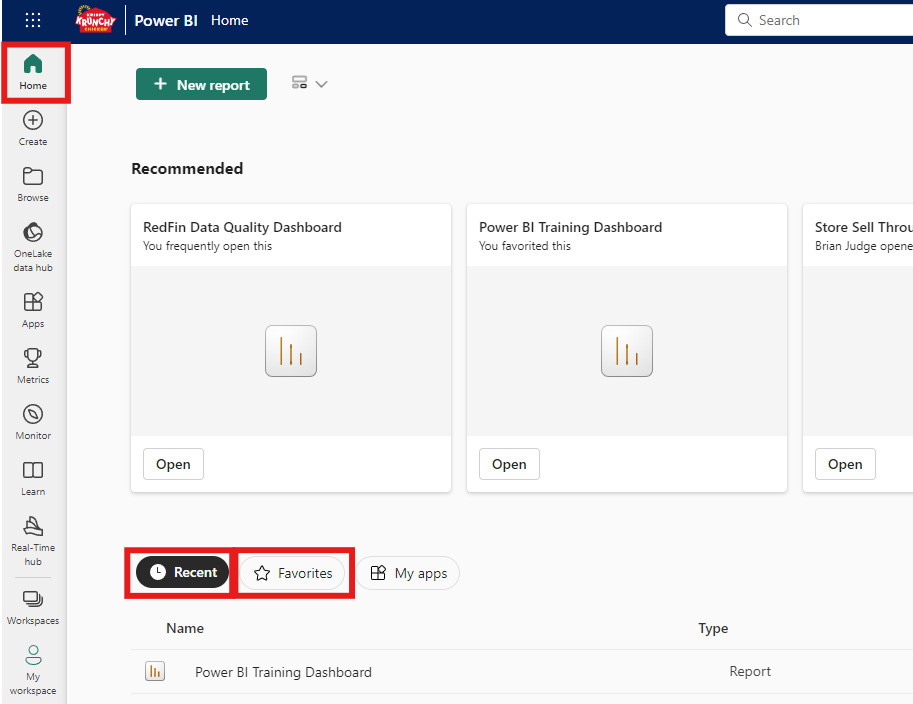 KRISPY
KRUNCHY
CHICKEN
Power BI Home
Search
Home
Create
Browse
OneLake
data hub
Apps
Metrics
Monitor
Learn
Real-Time
hub
Workspaces
My
workspace
+ New report
Recommended
RedFin Data Quality Dashboard
You frequently open this
Open
Power BI Training Dashboard
You favorited this
Open
Store Sell Throu
Brian Judge opene
Open
Recent Favorites My apps
Name Type
Power BI Training Dashboard Report